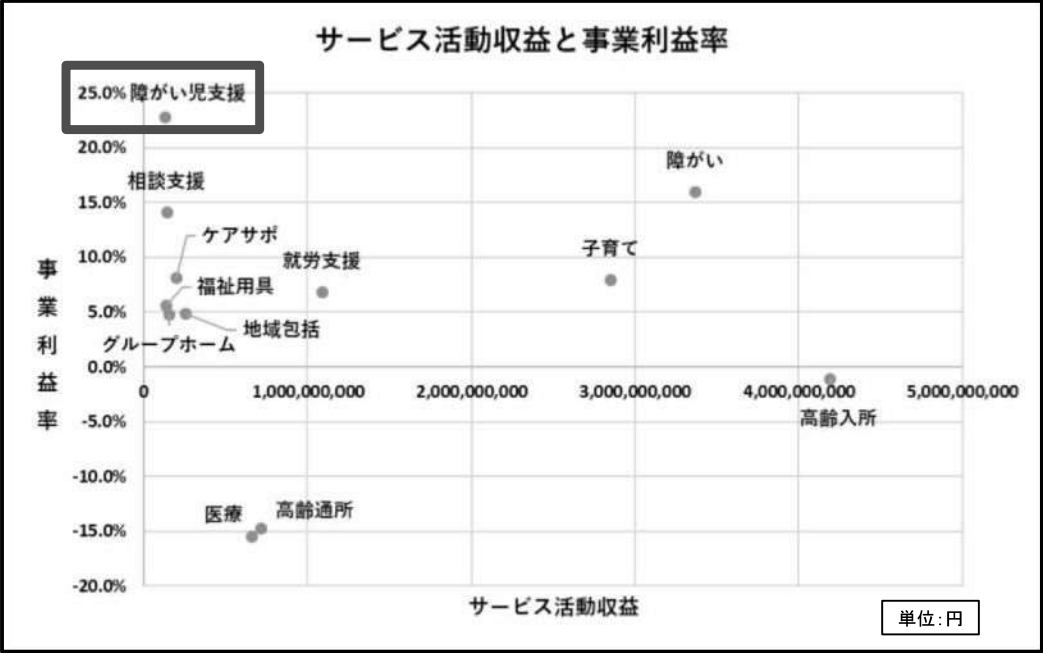 サービス活動収益と事業利益率
25.0%
障がい児支援
20.0%
障がい
相談支援
15.0%
ケアサポ
10.0%
就労支援
子育て
福祉用具
5.0%
地域包括
グループホーム
0.0%
0
1,000,000,000
2,000,000,000
3,000,000,000
4,000,000,000
5,000,000,000
高齢入所
-5.0%
-10.0%
医療
高齢通所
-15.0%
-20.0%
事業利益率
サービス活動収益
単位：円